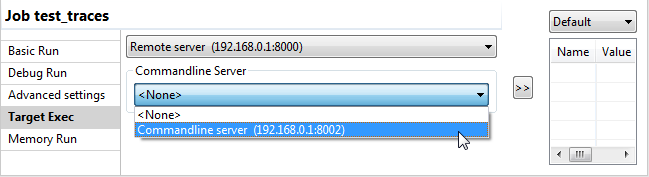 Job test_traces
Default
Basic Run
Debug Run
Advanced settings
Target Exec
Memory Run
Remote server (192.168.0.1:8000)
Commandline Server
<None>
<None>
Commandline server (192.168.0.1:8002)
>>
Name Value